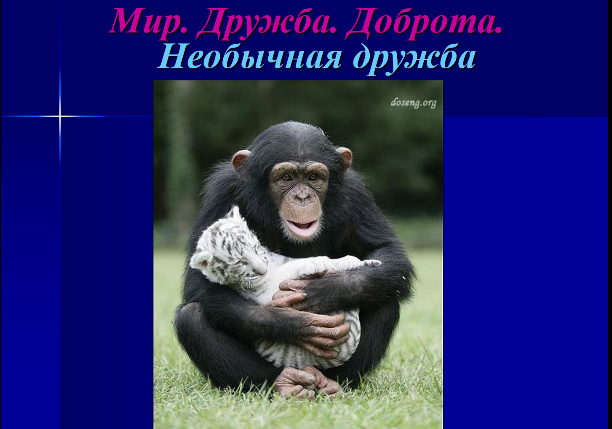 Мир. Дружба. Доброта.
Необычная дружба
doseng.org